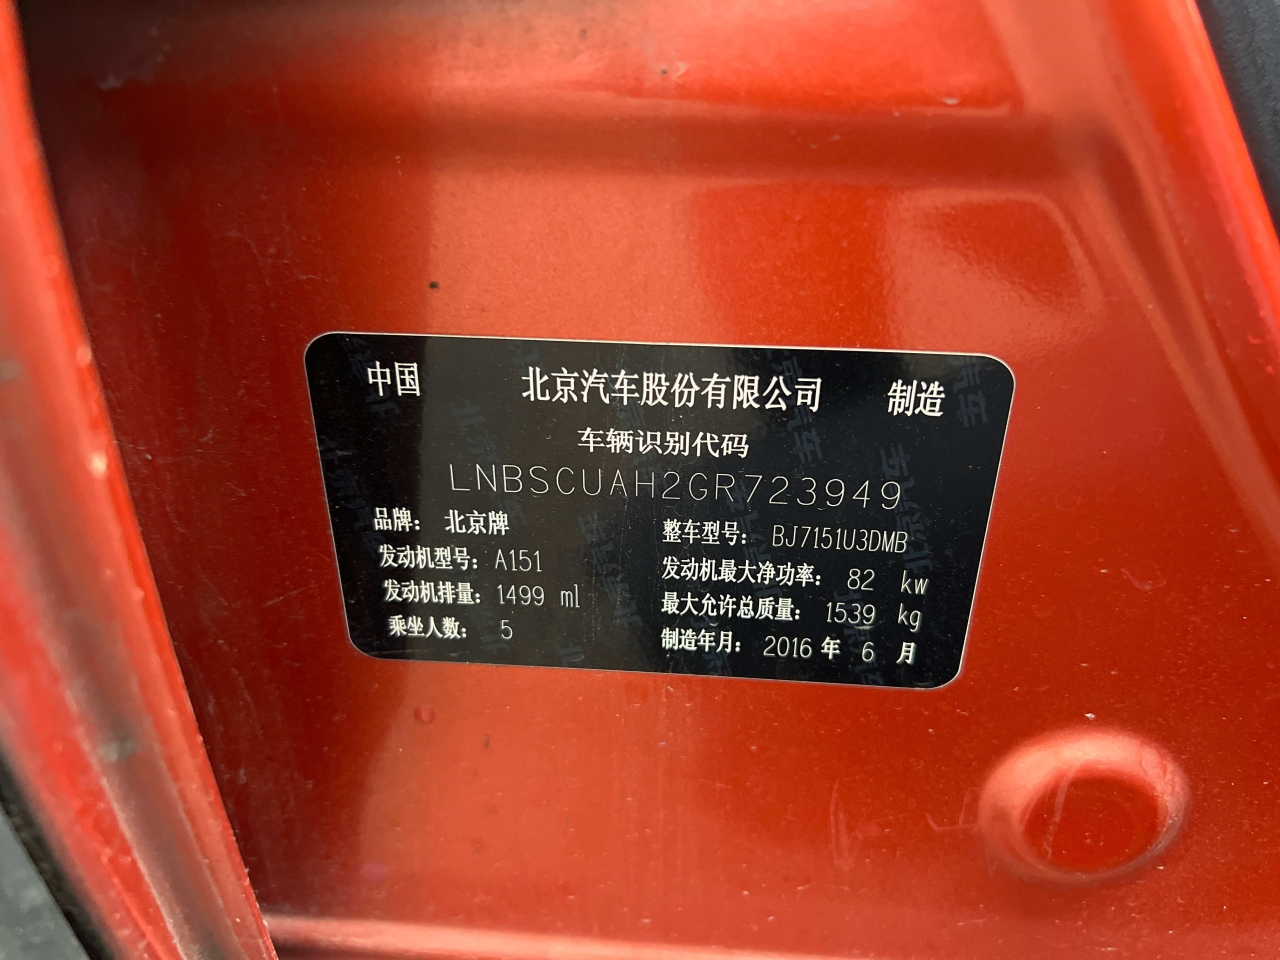 中国 北京汽车股份有限公司 制造
车辆识别代码
LNBSCUAH2GR723949
品牌： 北京牌 整车型号： BJ7151U3DMB
发动机型号： A151 发动机最大净功率： 82 kw
发动机排量： 1499 ml 最大允许总质量： 1539 kg
乘坐人数： 5 制造年月： 2016 年 6 月